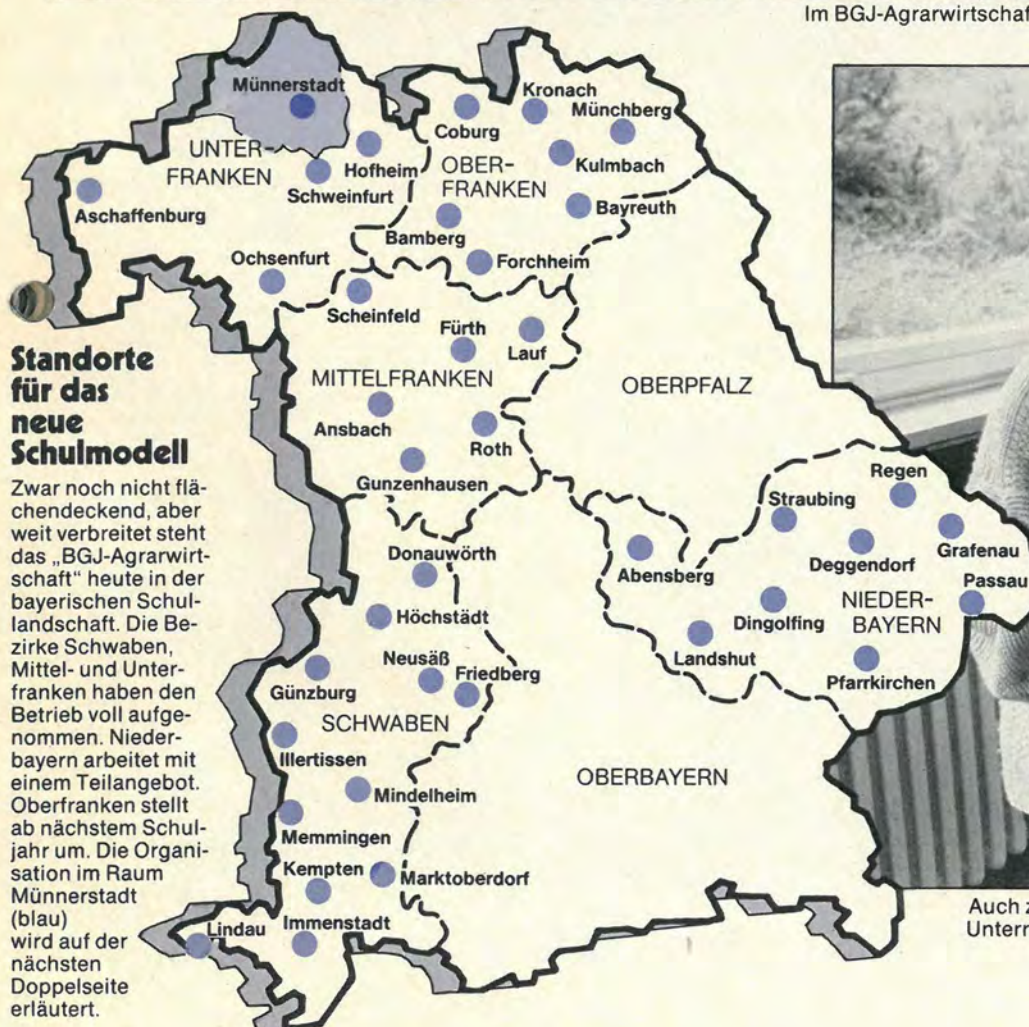 Im BGJ-Agrarwirtschaf
Münnerstadt
UNTER-
FRANKEN
Aschaffenburg
Hofheim
Schweinfurt
Ochsenfurt
Coburg
Kronach
Münchberg
OBER-
FRANKEN
Kulmbach
Bayreuth
Bamberg
Forchheim
Scheinfeld
Fürth
Lauf
MITTELFRANKEN
Ansbach
Roth
Gunzenhausen
OBERPFALZ
Regen
Straubing
Grafenau
Deggendorf
Abensberg
Passau
Dingolfing
NIEDER-
BAYERN
Landshut
Pfarrkirchen
Donauwörth
Höchstädt
Neusäß
Friedberg
Günzburg
SCHWABEN
Illertissen
Mindelheim
Memmingen
OBERBAYERN
Kempten
Marktoberdorf
Immenstadt
Lindau
Standorte
für das
neue
Schulmodell
Zwar noch nicht flä-
chendeckend, aber
weit verbreitet steht
das „BGJ-Agrarwirt-
schaft“ heute in der
bayerischen Schul-
landschaft. Die Be-
zirke Schwaben,
Mittel- und Unter-
franken haben den
Betrieb voll aufge-
nommen. Nieder-
bayern arbeitet mit
einem Teilangebot.
Oberfranken stellt
ab nächstem Schul-
jahr um. Die Organi-
sation im Raum
Münnerstadt
(blau)
wird auf der
nächsten
Doppelseite
erläutert.
Auch z
Unterr